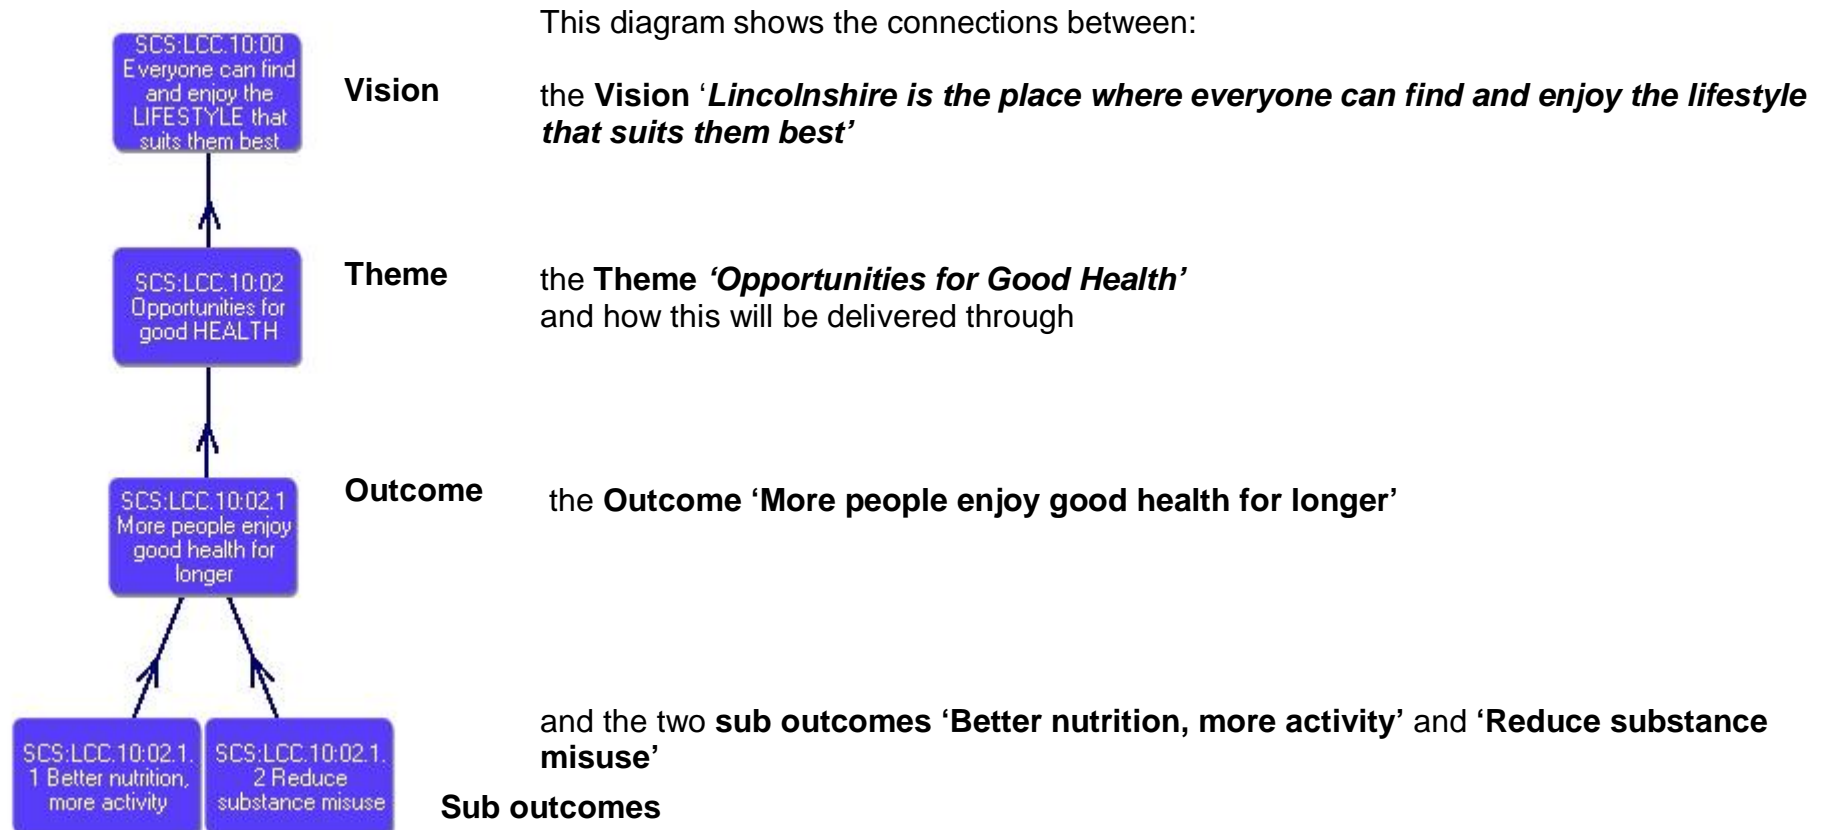 This diagram shows the connections between:
SCS:LCC.10:00
Everyone can find
and enjoy the
LIFESTYLE that
suits them best
Vision
the Vision ‘Lincolnshire is the place where everyone can find and enjoy the lifestyle
that suits them best’
SCS:LCC.10:02
Opportunities for
good HEALTH
Theme
the Theme ‘Opportunities for Good Health’
and how this will be delivered through
SCS:LCC.10:02.1
More people enjoy
good health for
longer
Outcome
the Outcome ‘More people enjoy good health for longer’
SCS:LCC.10:02.1.
1 Better nutrition,
more activity
SCS:LCC.10:02.1.
2 Reduce
substance misuse
and the two sub outcomes ‘Better nutrition, more activity’ and ‘Reduce substance
misuse’
Sub outcomes